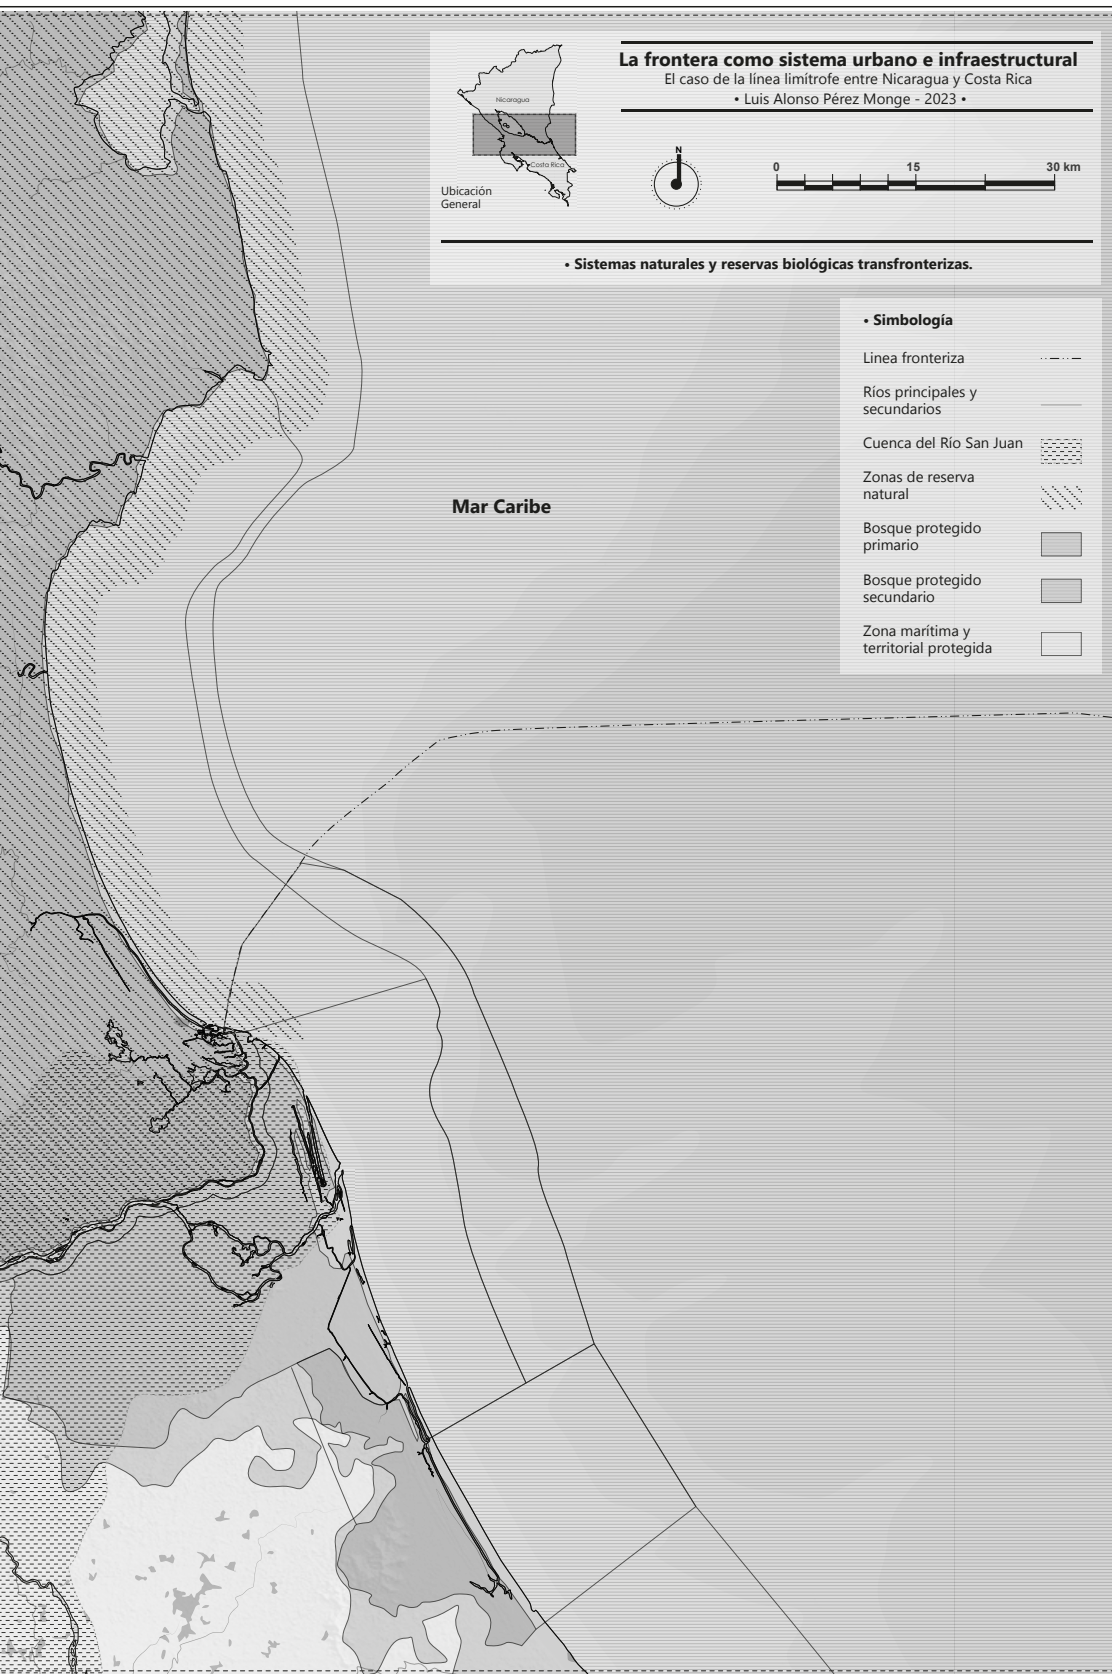 La frontera como sistema urbano e infraestructural
El caso de la línea limítrofe entre Nicaragua y Costa Rica
• Luis Alonso Pérez Monge - 2023 •
Nicaragua
Costa Rica
Ubicación
General
N
0 15 30 km
• Sistemas naturales y reservas biológicas transfronterizas.
• Simbología
Linea fronteriza
Ríos principales y
secundarios
Cuenca del Río San Juan
Zonas de reserva
natural
Bosque protegido
primario
Bosque protegido
secundario
Zona marítima y
territorial protegida
Mar Caribe